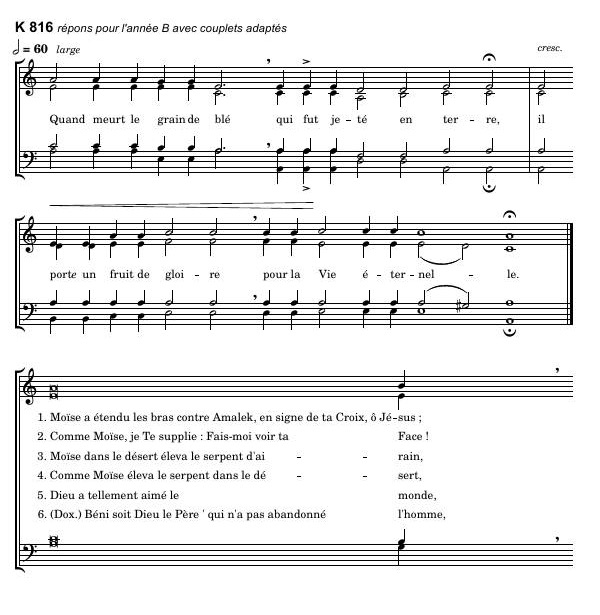 K 816 répons pour l'année B avec couplets adaptés
= 60 large cresc.
Quand meurt le grain de blé qui fut je - té en ter - re, il
porte un fruit de gloi - re pour la Vie é - ter - nel - le.
1. Moïse a étendu les bras contre Amalek, en signe de ta Croix, ô Jé-sus ;
2. Comme Moïse, je Te supplie : Fais-moi voir ta Face !
3. Moïse dans le désert éleva le serpent d'ai - - rain,
4. Comme Moïse éleva le serpent dans le dé - - sert,
5. Dieu a tellement aimé le monde,
6. (Dox.) Béni soit Dieu le Père ' qui n'a pas abandonné l'homme,